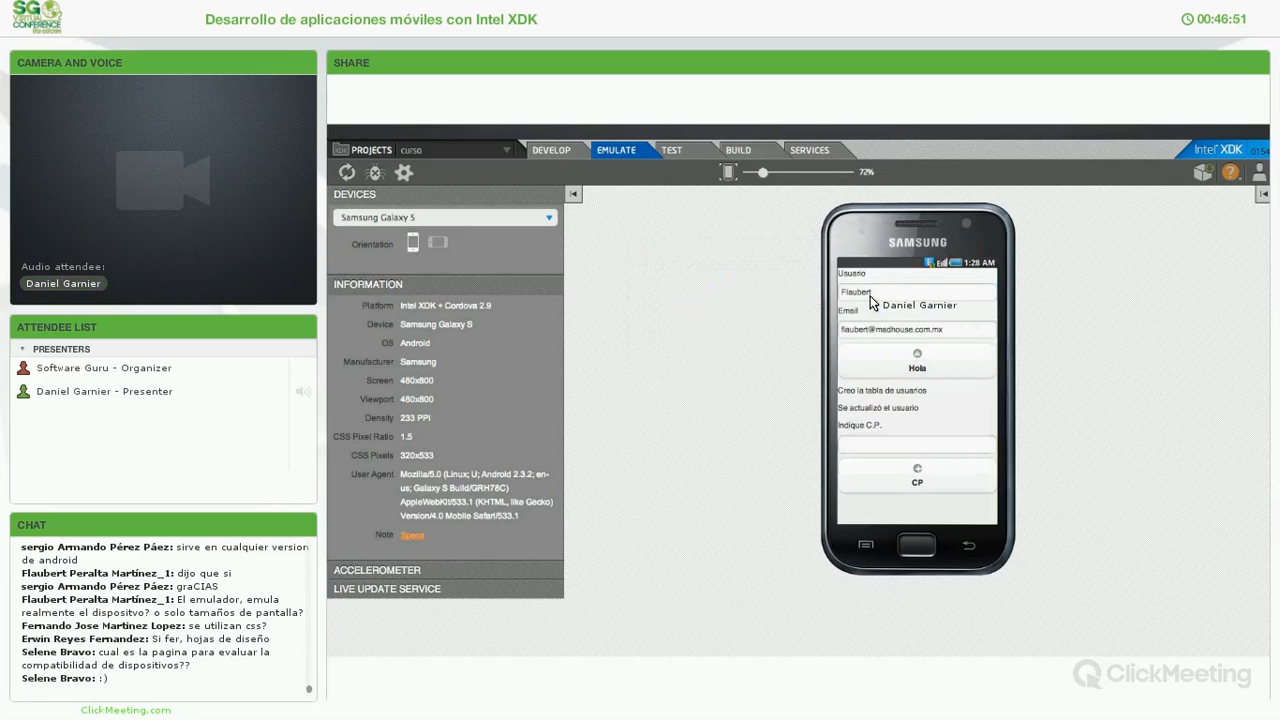 SG
VIRTUAL
CONFERENCE
Desarrollo de aplicaciones móviles con Intel XDK
00:46:51
CAMERA AND VOICE
Audio attendee:
Daniel Garnier
ATTENDEE LIST
PRESENTERS
Software Guru - Organizer
Daniel Garnier - Presenter
CHAT
sergio Armando Pérez Páez: sirve en cualquier version
de android
Flaubert Peralta Martínez_1: dijo que si
sergio Armando Pérez Páez: graCIAS
Flaubert Peralta Martínez_1: El emulador, emula
realmente el dispositvo? o solo tamaños de pantalla?
Fernando Jose Martinez Lopez: se utilizan css?
Erwin Reyes Fernandez: Si fer, hojas de diseño
Selene Bravo: cual es la pagina para evaluar la
compatibilidad de dispositivos??
Selene Bravo: :)
ClickMeeting.com
SHARE
XDK PROJECTS curso
DEVELOP EMULATE TEST BUILD SERVICES
Intel XDK
72%
DEVICES
Samsung Galaxy S
Orientation
INFORMATION
Platform Intel XDK + Cordova 2.9
Device Samsung Galaxy S
OS Android
Manufacturer Samsung
Screen 480x800
Viewport 480x800
Density 233 PPI
CSS Pixel Ratio 1.5
CSS Pixels 320x533
User Agent Mozilla/5.0 (Linux; U; Android 2.3.2; en-
us; Galaxy S Build/GRH78C)
AppleWebKit/533.1 (KHTML, like Gecko)
Version/4.0 Mobile Safari/533.1
Note Specs
ACCELEROMETER
LIVE UPDATE SERVICE
SAMSUNG
1:28 AM
Usuario
Flaubert
Daniel Garnier
Email
flaubert@madhouse.com.mx
Hola
Creo la tabla de usuarios
Se actualizó el usuario
Indique C.P.
CP
ClickMeeting